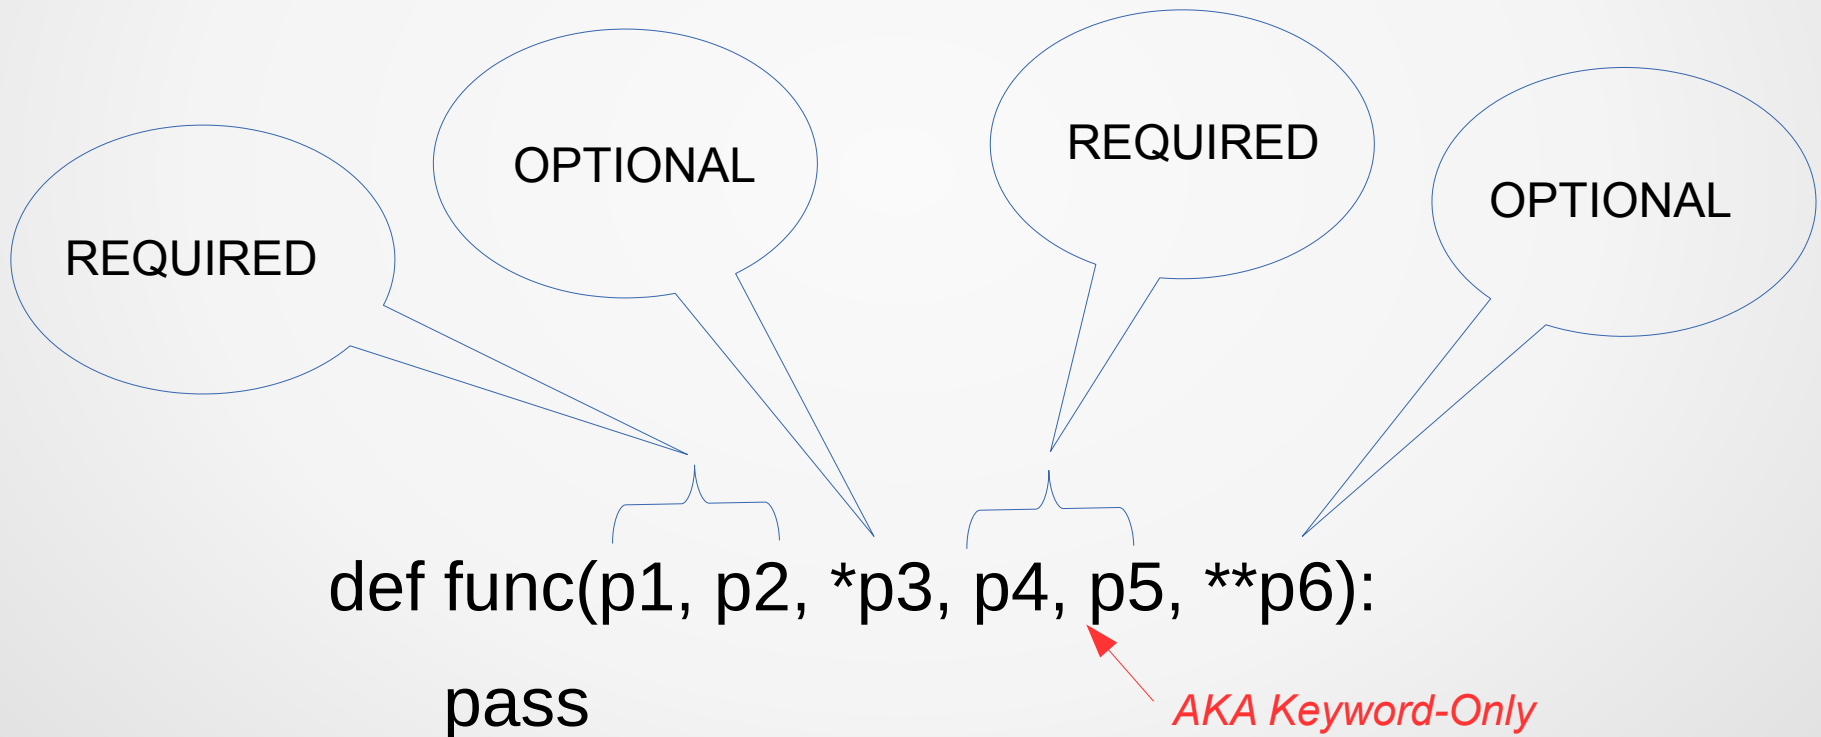 REQUIRED
OPTIONAL
REQUIRED
OPTIONAL
def func(p1, p2, *p3, p4, p5, **p6):
pass
AKA Keyword-Only